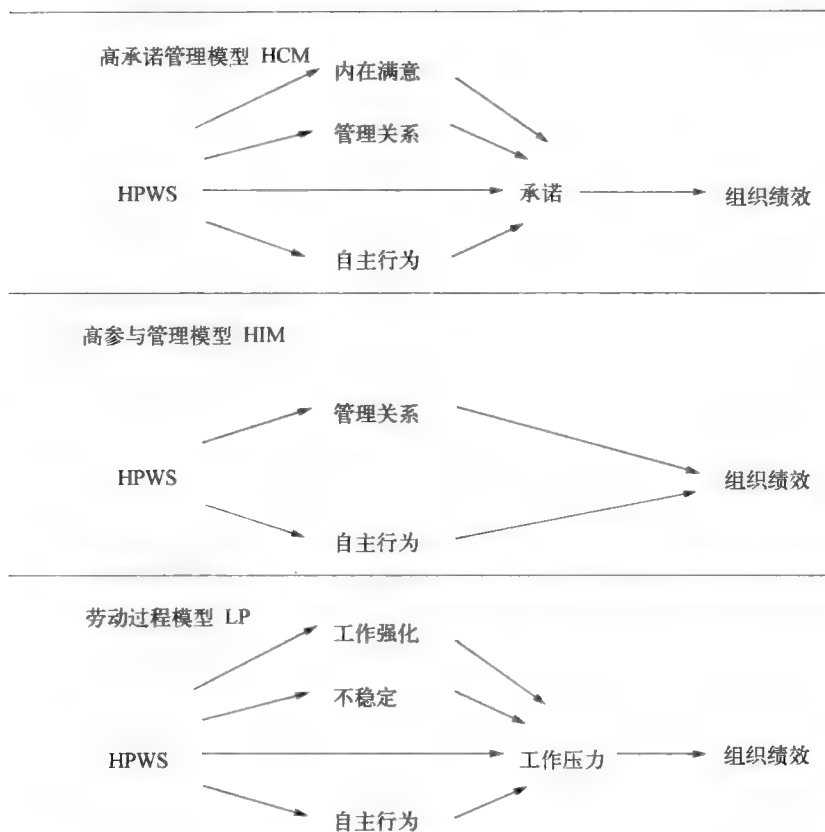 高承诺管理模型 HCM
内在满意
管理关系
HPWS
承诺
组织绩效
自主行为
高参与管理模型 HIM
管理关系
HPWS
组织绩效
自主行为
劳动过程模型 LP
工作强化
不稳定
HPWS
工作压力
组织绩效
自主行为